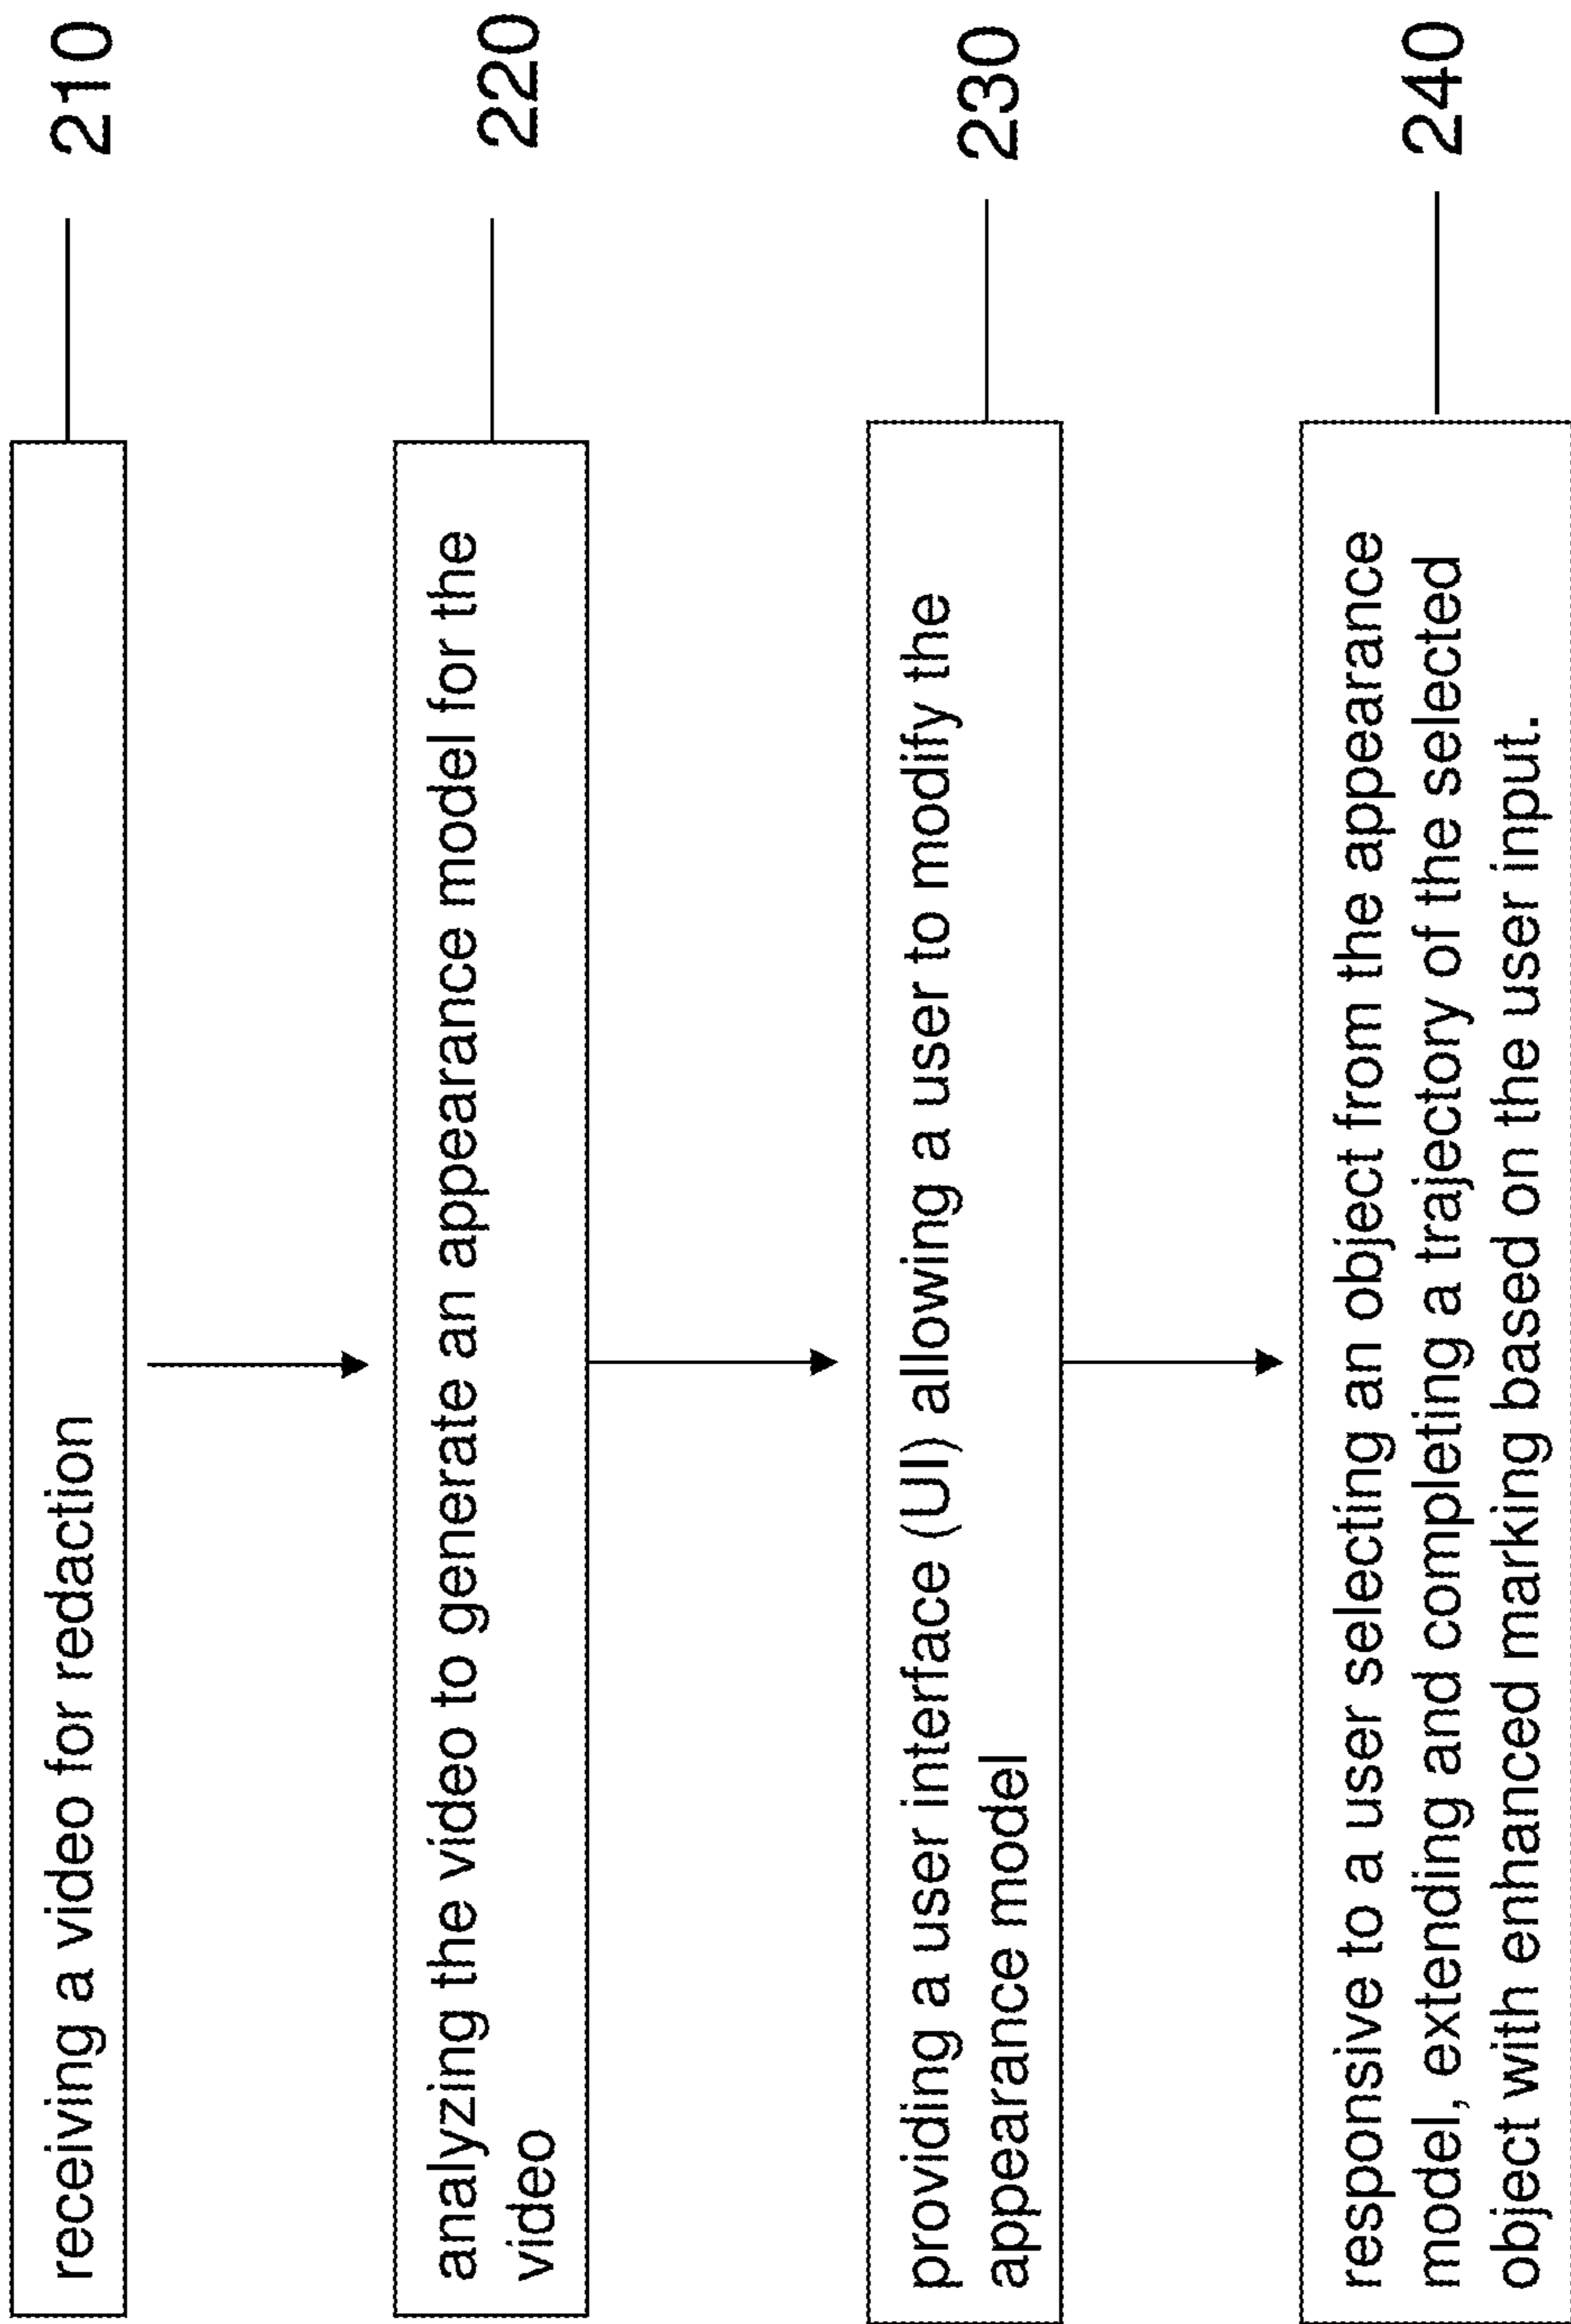 receiving a video for redaction
210
analyzing the video to generate an appearance model for the
video
220
providing a user interface (UI) allowing a user to modify the
appearance model
230
responsive to a user selecting an object from the appearance
model, extending and completing a trajectory of the selected
object with enhanced marking based on the user input.
240